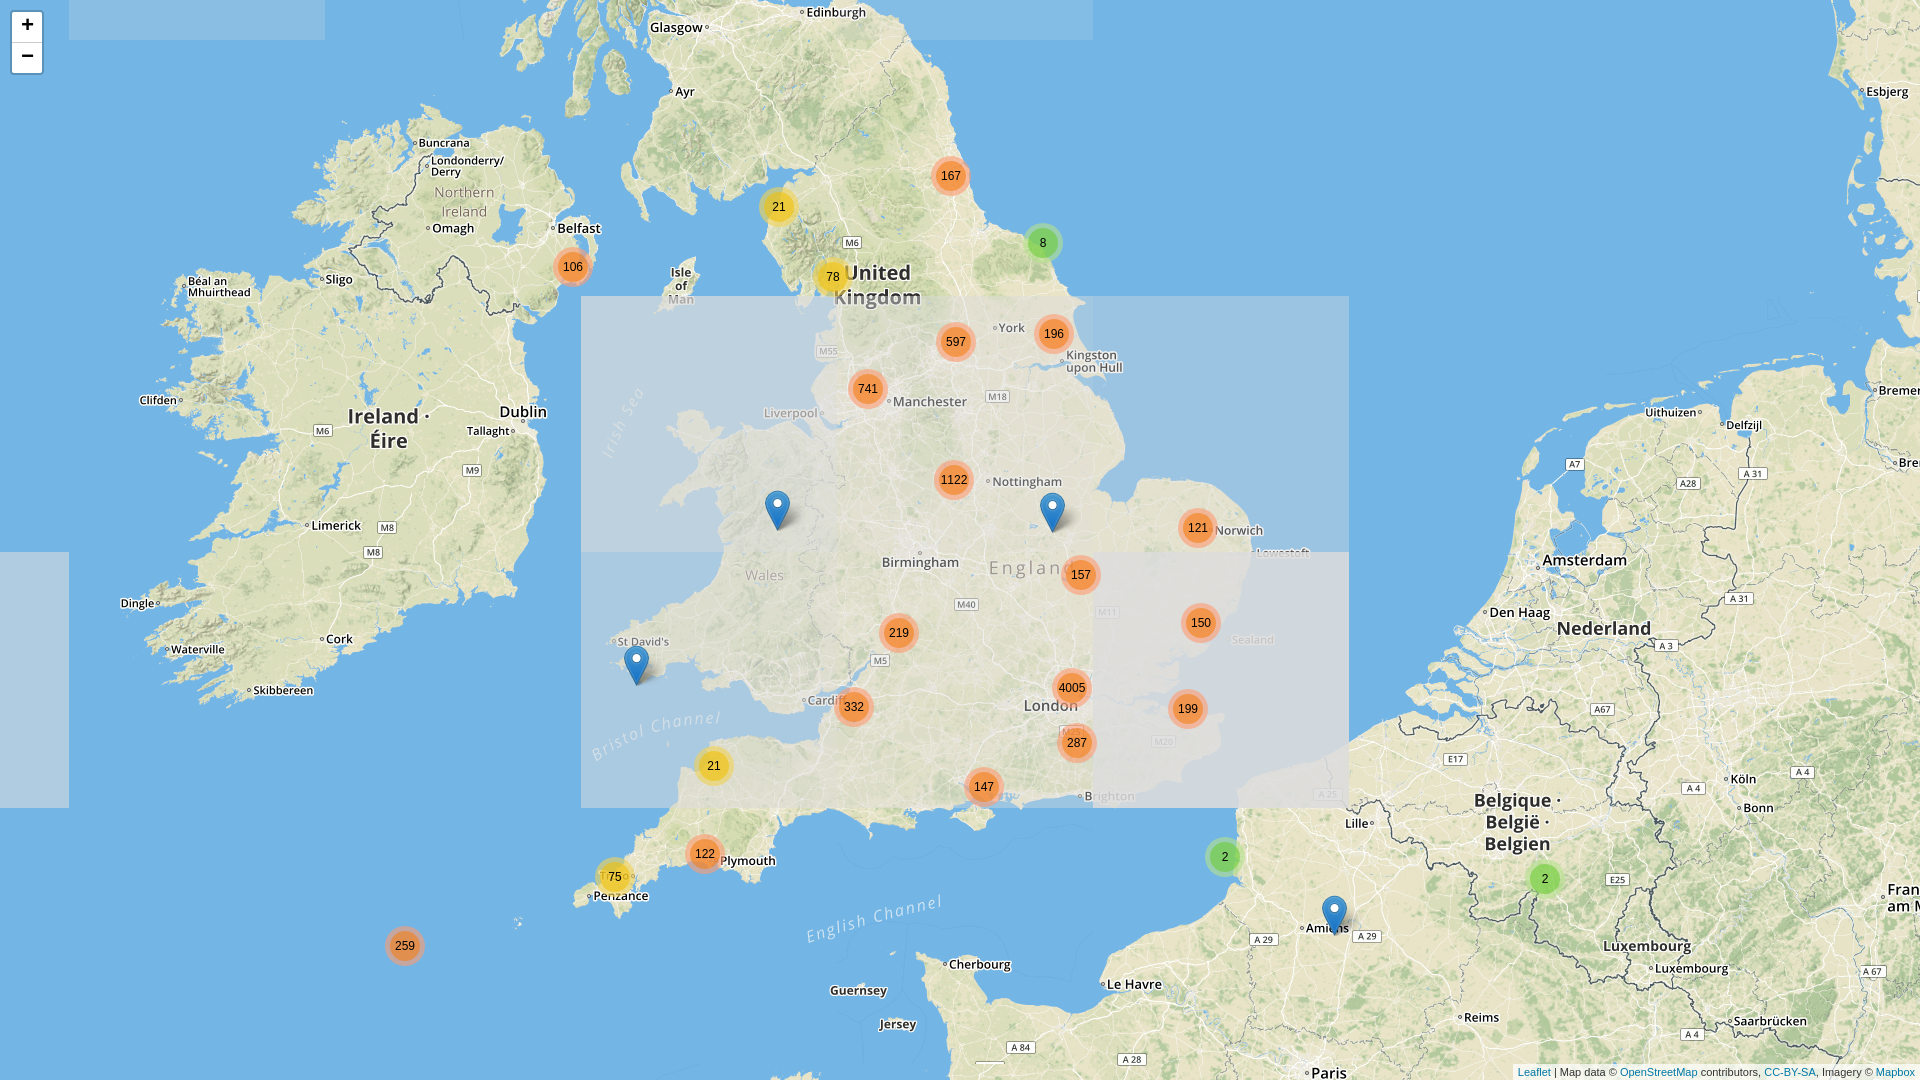 +
−
Edinburgh
Glasgow
Ayr
Esbjerg
Buncrana
Londonderry/
Derry
Northern
Ireland
Omagh
Belfast
167
21
8
M6
106
78
United
Kingdom
Isle
of
Man
Sligo
Béal an
Mhuirthead
York
196
597
M55
Kingston
upon Hull
741
Manchester
M18
Liverpool
Irish Sea
Clifden
Ireland ·
Éire
Dublin
Tallaght
M6
M9
Uithuizen
Delfzijl
A7
A 31
A28
1122
Nottingham
121
Norwich
Lowestoft
Limerick
M8
M8
Birmingham
England
157
Wales
Amsterdam
A 31
Den Haag
Nederland
A 3
Dingle
Cork
Waterville
Skibbereen
M40
M11
150
Sealand
219
M5
St David's
4005
London
199
Cardiff
332
Bristol Channel
287
M20
A67
E17
21
147
Brighton
A 25
Köln
A 4
A 4
Bonn
Belgique ·
België ·
Belgien
Lille
122
Plymouth
75
Penzance
2
2
E25
English Channel
Amiens
A 29
A 29
259
Luxembourg
Luxembourg
A 67
Cherbourg
Le Havre
Guernsey
Jersey
Reims
Saarbrücken
A 84
A 28
A 4
Paris
Leaflet | Map data © OpenStreetMap contributors, CC-BY-SA, Imagery © Mapbox